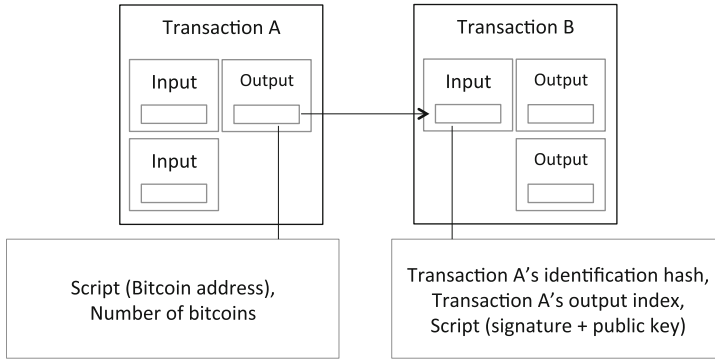 Transaction A
Input
Output
Input
Transaction B
Input
Output
Output
Script (Bitcoin address),
Number of bitcoins
Transaction A's identification hash,
Transaction A's output index,
Script (signature + public key)